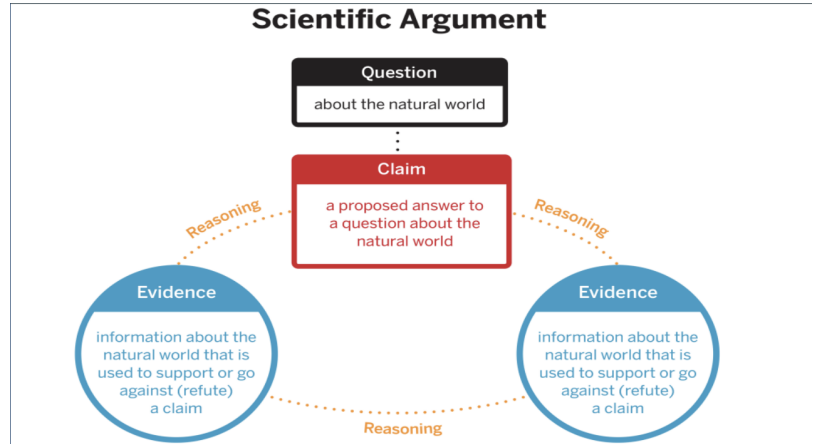 Scientific Argument
Question
about the natural world
Claim
a proposed answer to
a question about the
natural world
Reasoning
Reasoning
Evidence
information about the
natural world that is
used to support or go
against (refute)
a claim
Evidence
information about the
natural world that is
used to support or go
against (refute)
a claim
Reasoning